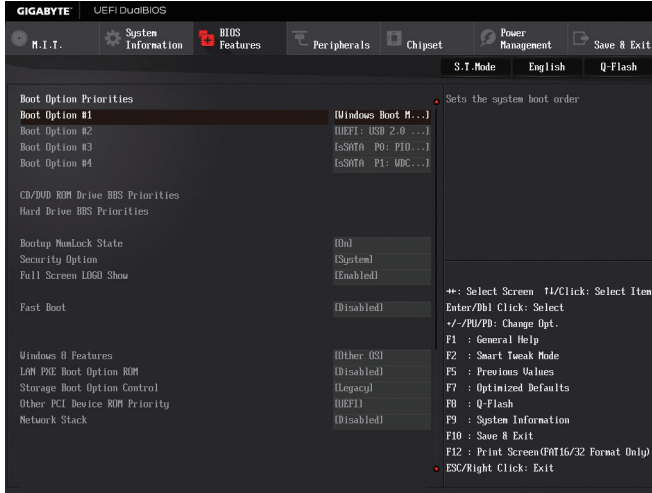 GIGABYTE™ UEFI DualBIOS
M.I.T. System Information BIOS Features Peripherals Chipset Power Management Save & Exit
S.T.Mode English Q-Flash
Boot Option Priorities
Boot Option #1 [Windows Boot M...]
Boot Option #2 [UEFI: USB 2.0 ...]
Boot Option #3 [sSATA P0: PIO...]
Boot Option #4 [sSATA P1: WDC...]
CD/DVD ROM Drive BBS Priorities
Hard Drive BBS Priorities
Bootup NumLock State [On]
Security Option [System]
Full Screen LOGO Show [Enabled]
Fast Boot [Disabled]
Windows 8 Features [Other OS]
LAN PXE Boot Option ROM [Disabled]
Storage Boot Option Control [Legacy]
Other PCI Device ROM Priority [UEFI]
Network Stack [Disabled]
Sets the system boot order
→←: Select Screen ↑↓/Click: Select Item
Enter/Dbl Click: Select
+/-/PU/PD: Change Opt.
F1 : General Help
F2 : Smart Tweak Mode
F5 : Previous Values
F7 : Optimized Defaults
F8 : Q-Flash
F9 : System Information
F10 : Save & Exit
F12 : Print Screen(FAT16/32 Format Only)
ESC/Right Click: Exit